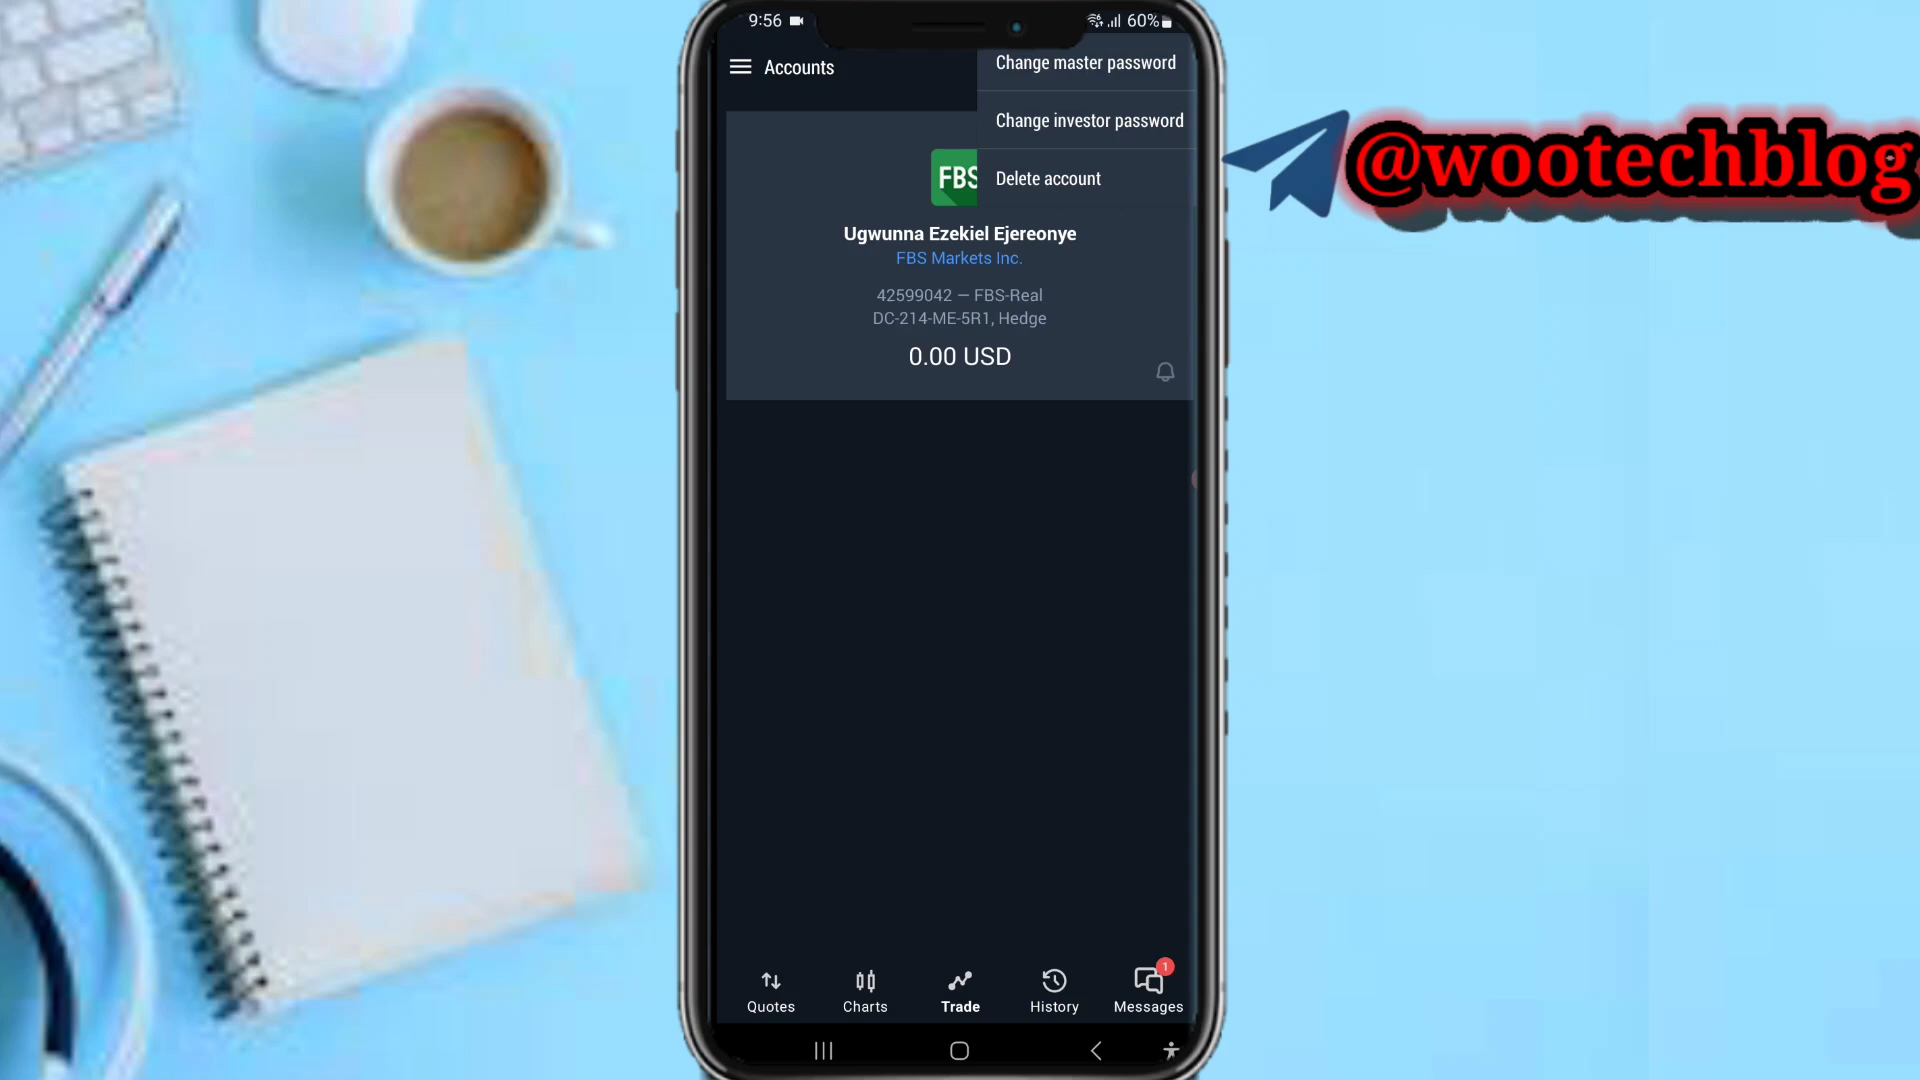 9:56
60%
Accounts
Change master password
Change investor password
Delete account
FBS
Ugwunna Ezekiel Ejereonye
FBS Markets Inc.
42599042 — FBS-Real
DC-214-ME-5R1, Hedge
0.00 USD
@wootechblog
Quotes
Charts
Trade
History
1
Messages